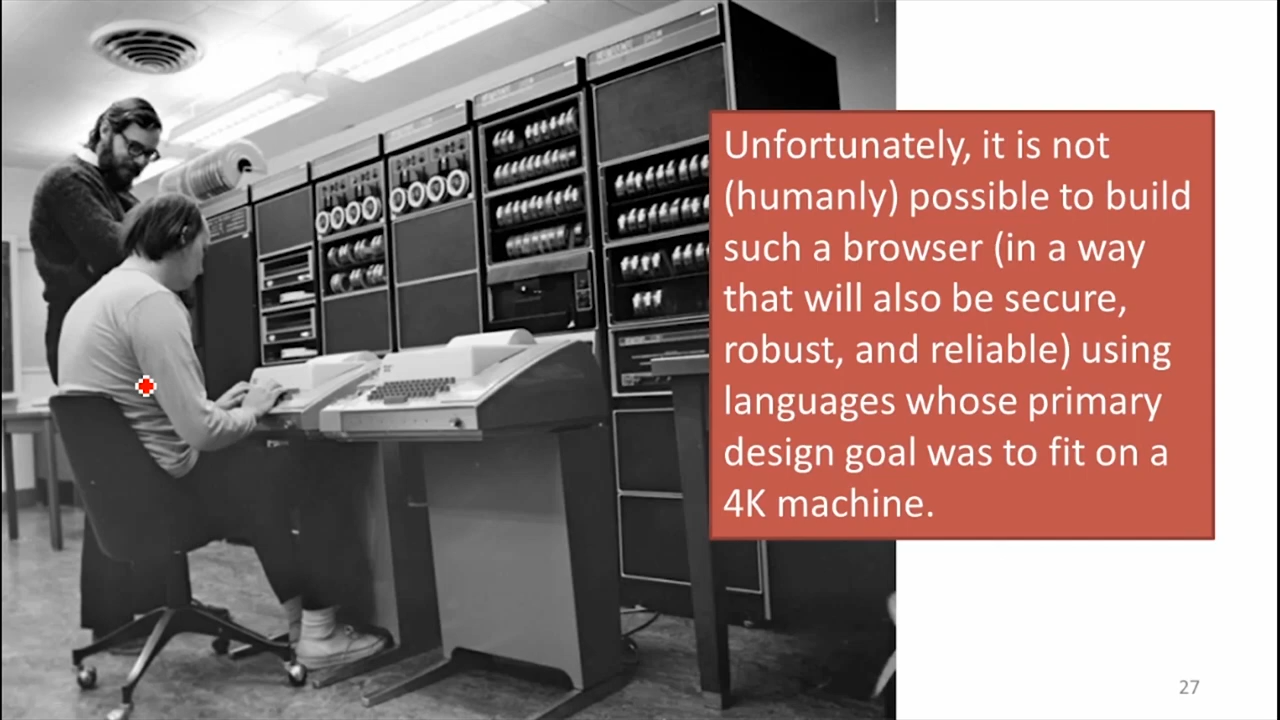 Unfortunately, it is not
(humanly) possible to build
such a browser (in a way
that will also be secure,
robust, and reliable) using
languages whose primary
design goal was to fit on a
4K machine.
27